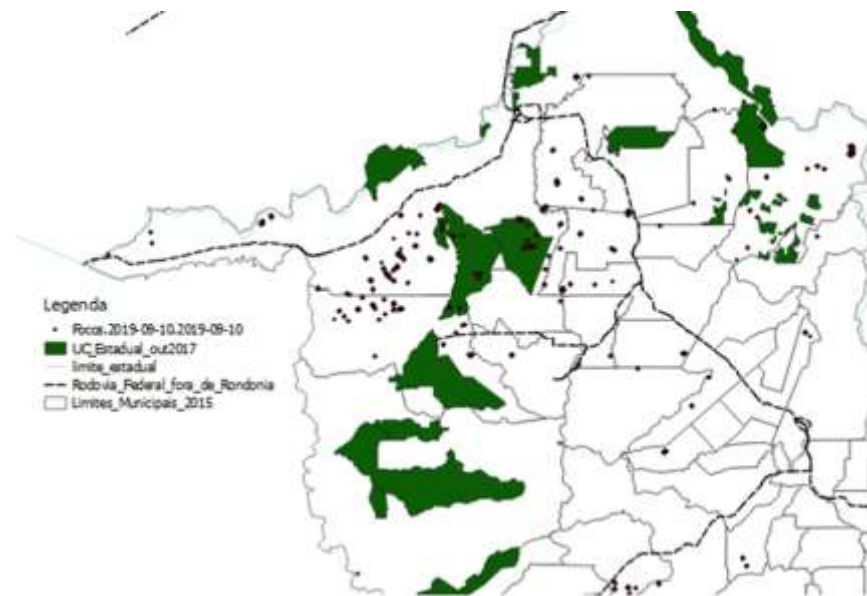 Legenda
Focos.2019-09-10.2019-09-10
UC_Estadual_out2017
limite_estadual
Rodovia_Federal_fora_de_Rondonia
Limites_Municipais_2015